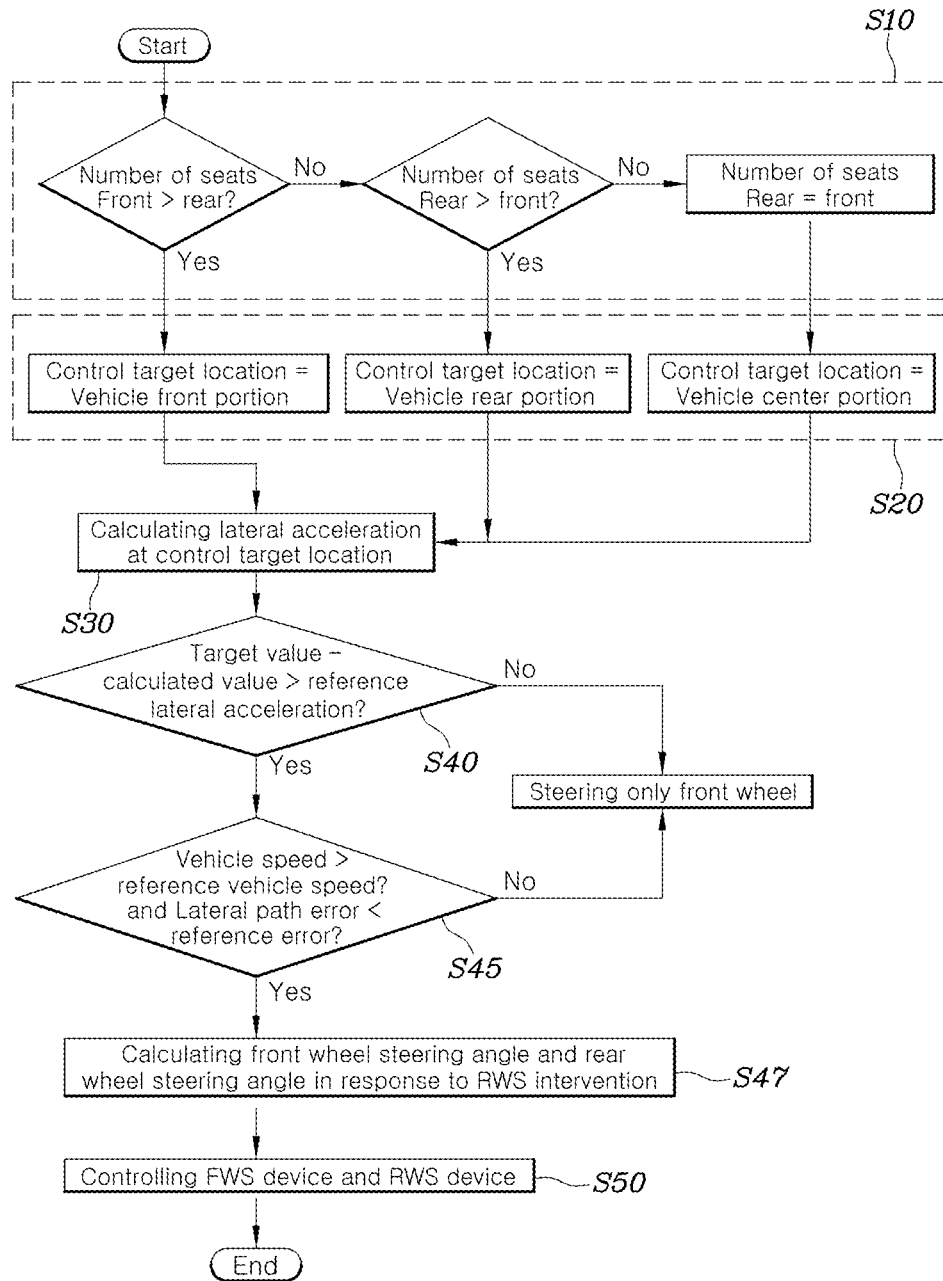 Start
S10
Number of seats
Front > rear?
No
Number of seats
Rear > front?
No
Number of seats
Rear = front
Yes
Yes
Control target location =
Vehicle front portion
Control target location =
Vehicle rear portion
Control target location =
Vehicle center portion
S20
Calculating lateral acceleration
at control target location
S30
Target value -
calculated value > reference
lateral acceleration?
No
S40
Yes
Steering only front wheel
Vehicle speed >
reference vehicle speed?
and Lateral path error <
reference error?
No
S45
Yes
Calculating front wheel steering angle and rear
wheel steering angle in response to RWS intervention
S47
Controlling FWS device and RWS device
S50
End